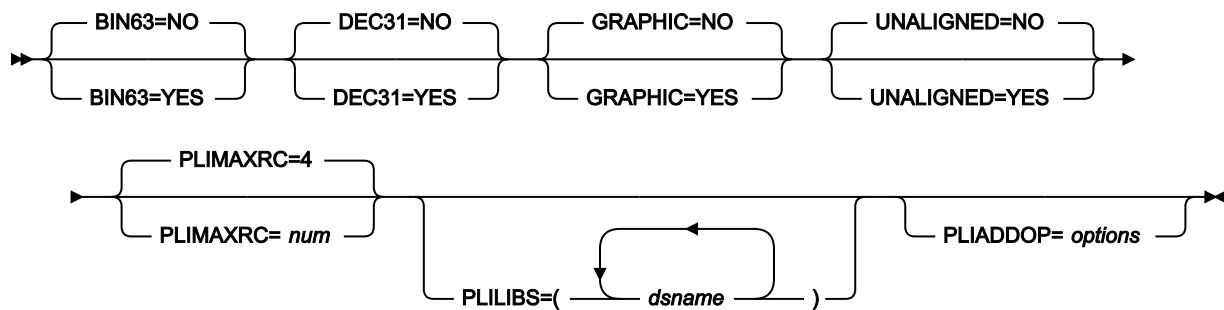 BIN63=NO DEC31=NO GRAPHIC=NO UNALIGNED=NO
BIN63=YES DEC31=YES GRAPHIC=YES UNALIGNED=YES
PLIMAXRC=4
PLIMAXRC= num PLIADDOP= options
PLILIBS=( dsname )